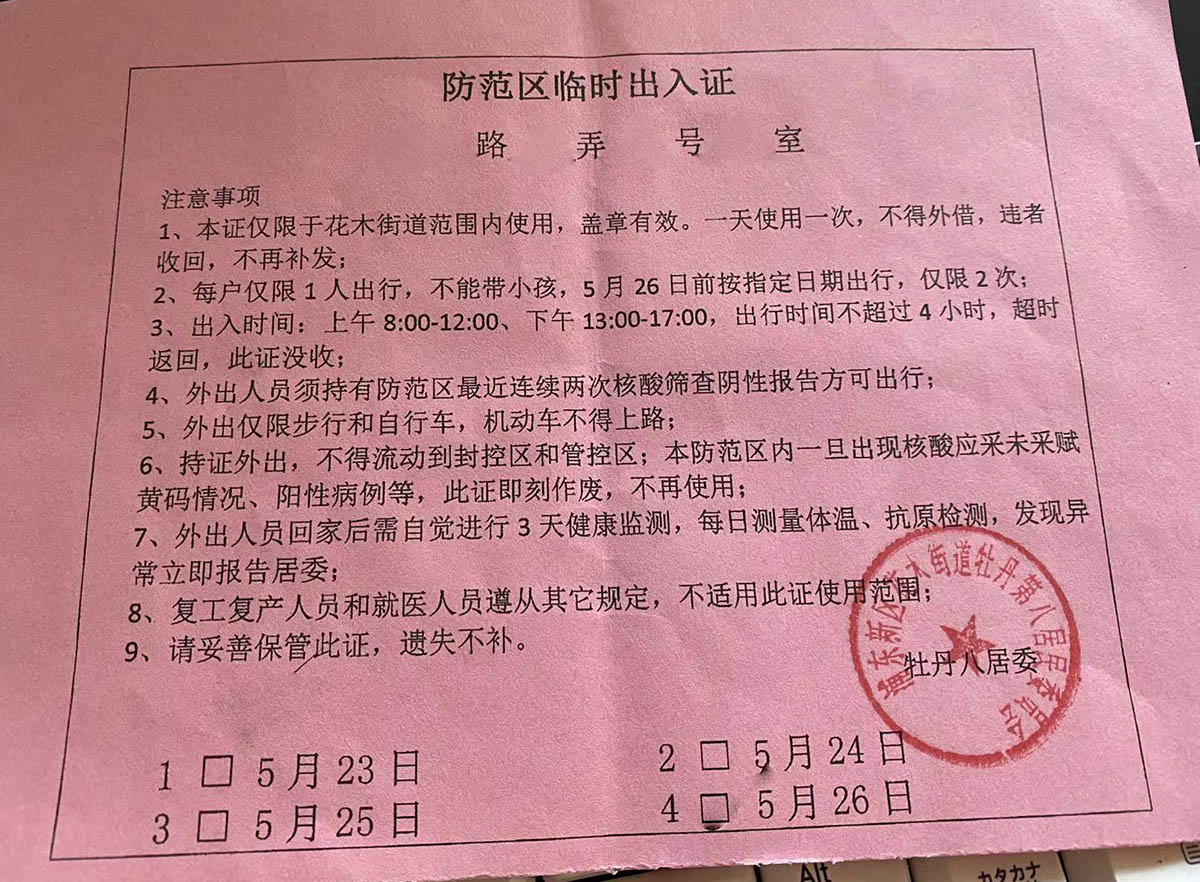 防范区临时出入证
路 弄 号 室
注意事项
1、本证仅限于花木街道范围内使用，盖章有效。一天使用一次，不得外借，违者
收回，不再补发；
2、每户仅限1人出行，不能带小孩，5月26日前按指定日期出行，仅限2次；
3、出入时间：上午8:00-12:00、下午13:00-17:00，出行时间不超过4小时，超时
返回，此证没收；
4、外出人员须持有防范区最近连续两次核酸筛查阴性报告方可出行；
5、外出仅限步行和自行车，机动车不得上路；
6、持证外出，不得流动到封控区和管控区；本防范区内一旦出现核酸应采未采赋
黄码情况、阳性病例等，此证即刻作废，不再使用；
7、外出人员回家后需自觉进行3天健康监测，每日测量体温、抗原检测，发现异
常立即报告居委；
8、复工复产人员和就医人员遵从其它规定，不适用此证使用范围；
9、请妥善保管此证，遗失不补。
浦东新区花木街道牡丹第八居民委员会
牡丹八居委
1 □ 5月23日
2 □ 5月24日
3 □ 5月25日
4 □ 5月26日
Alt
カタカナ